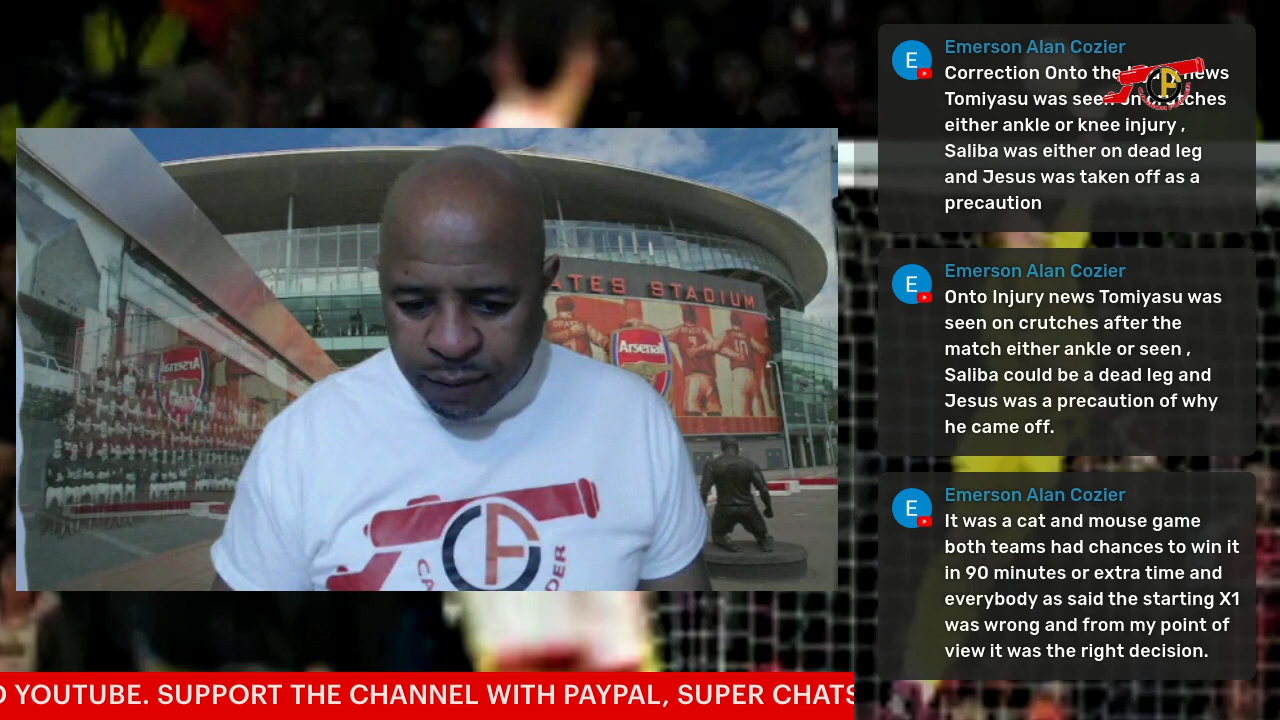 ATES STADIUM
Arsenal
CA
DER
D YOUTUBE. SUPPORT THE CHANNEL WITH PAYPAL, SUPER CHATS
E
Emerson Alan Cozier
Correction Onto the news
Tomiyasu was seen on crutches
either ankle or knee injury ,
Saliba was either on dead leg
and Jesus was taken off as a
precaution
E
Emerson Alan Cozier
Onto Injury news Tomiyasu was
seen on crutches after the
match either ankle or seen ,
Saliba could be a dead leg and
Jesus was a precaution of why
he came off.
E
Emerson Alan Cozier
It was a cat and mouse game
both teams had chances to win it
in 90 minutes or extra time and
everybody as said the starting X1
was wrong and from my point of
view it was the right decision.